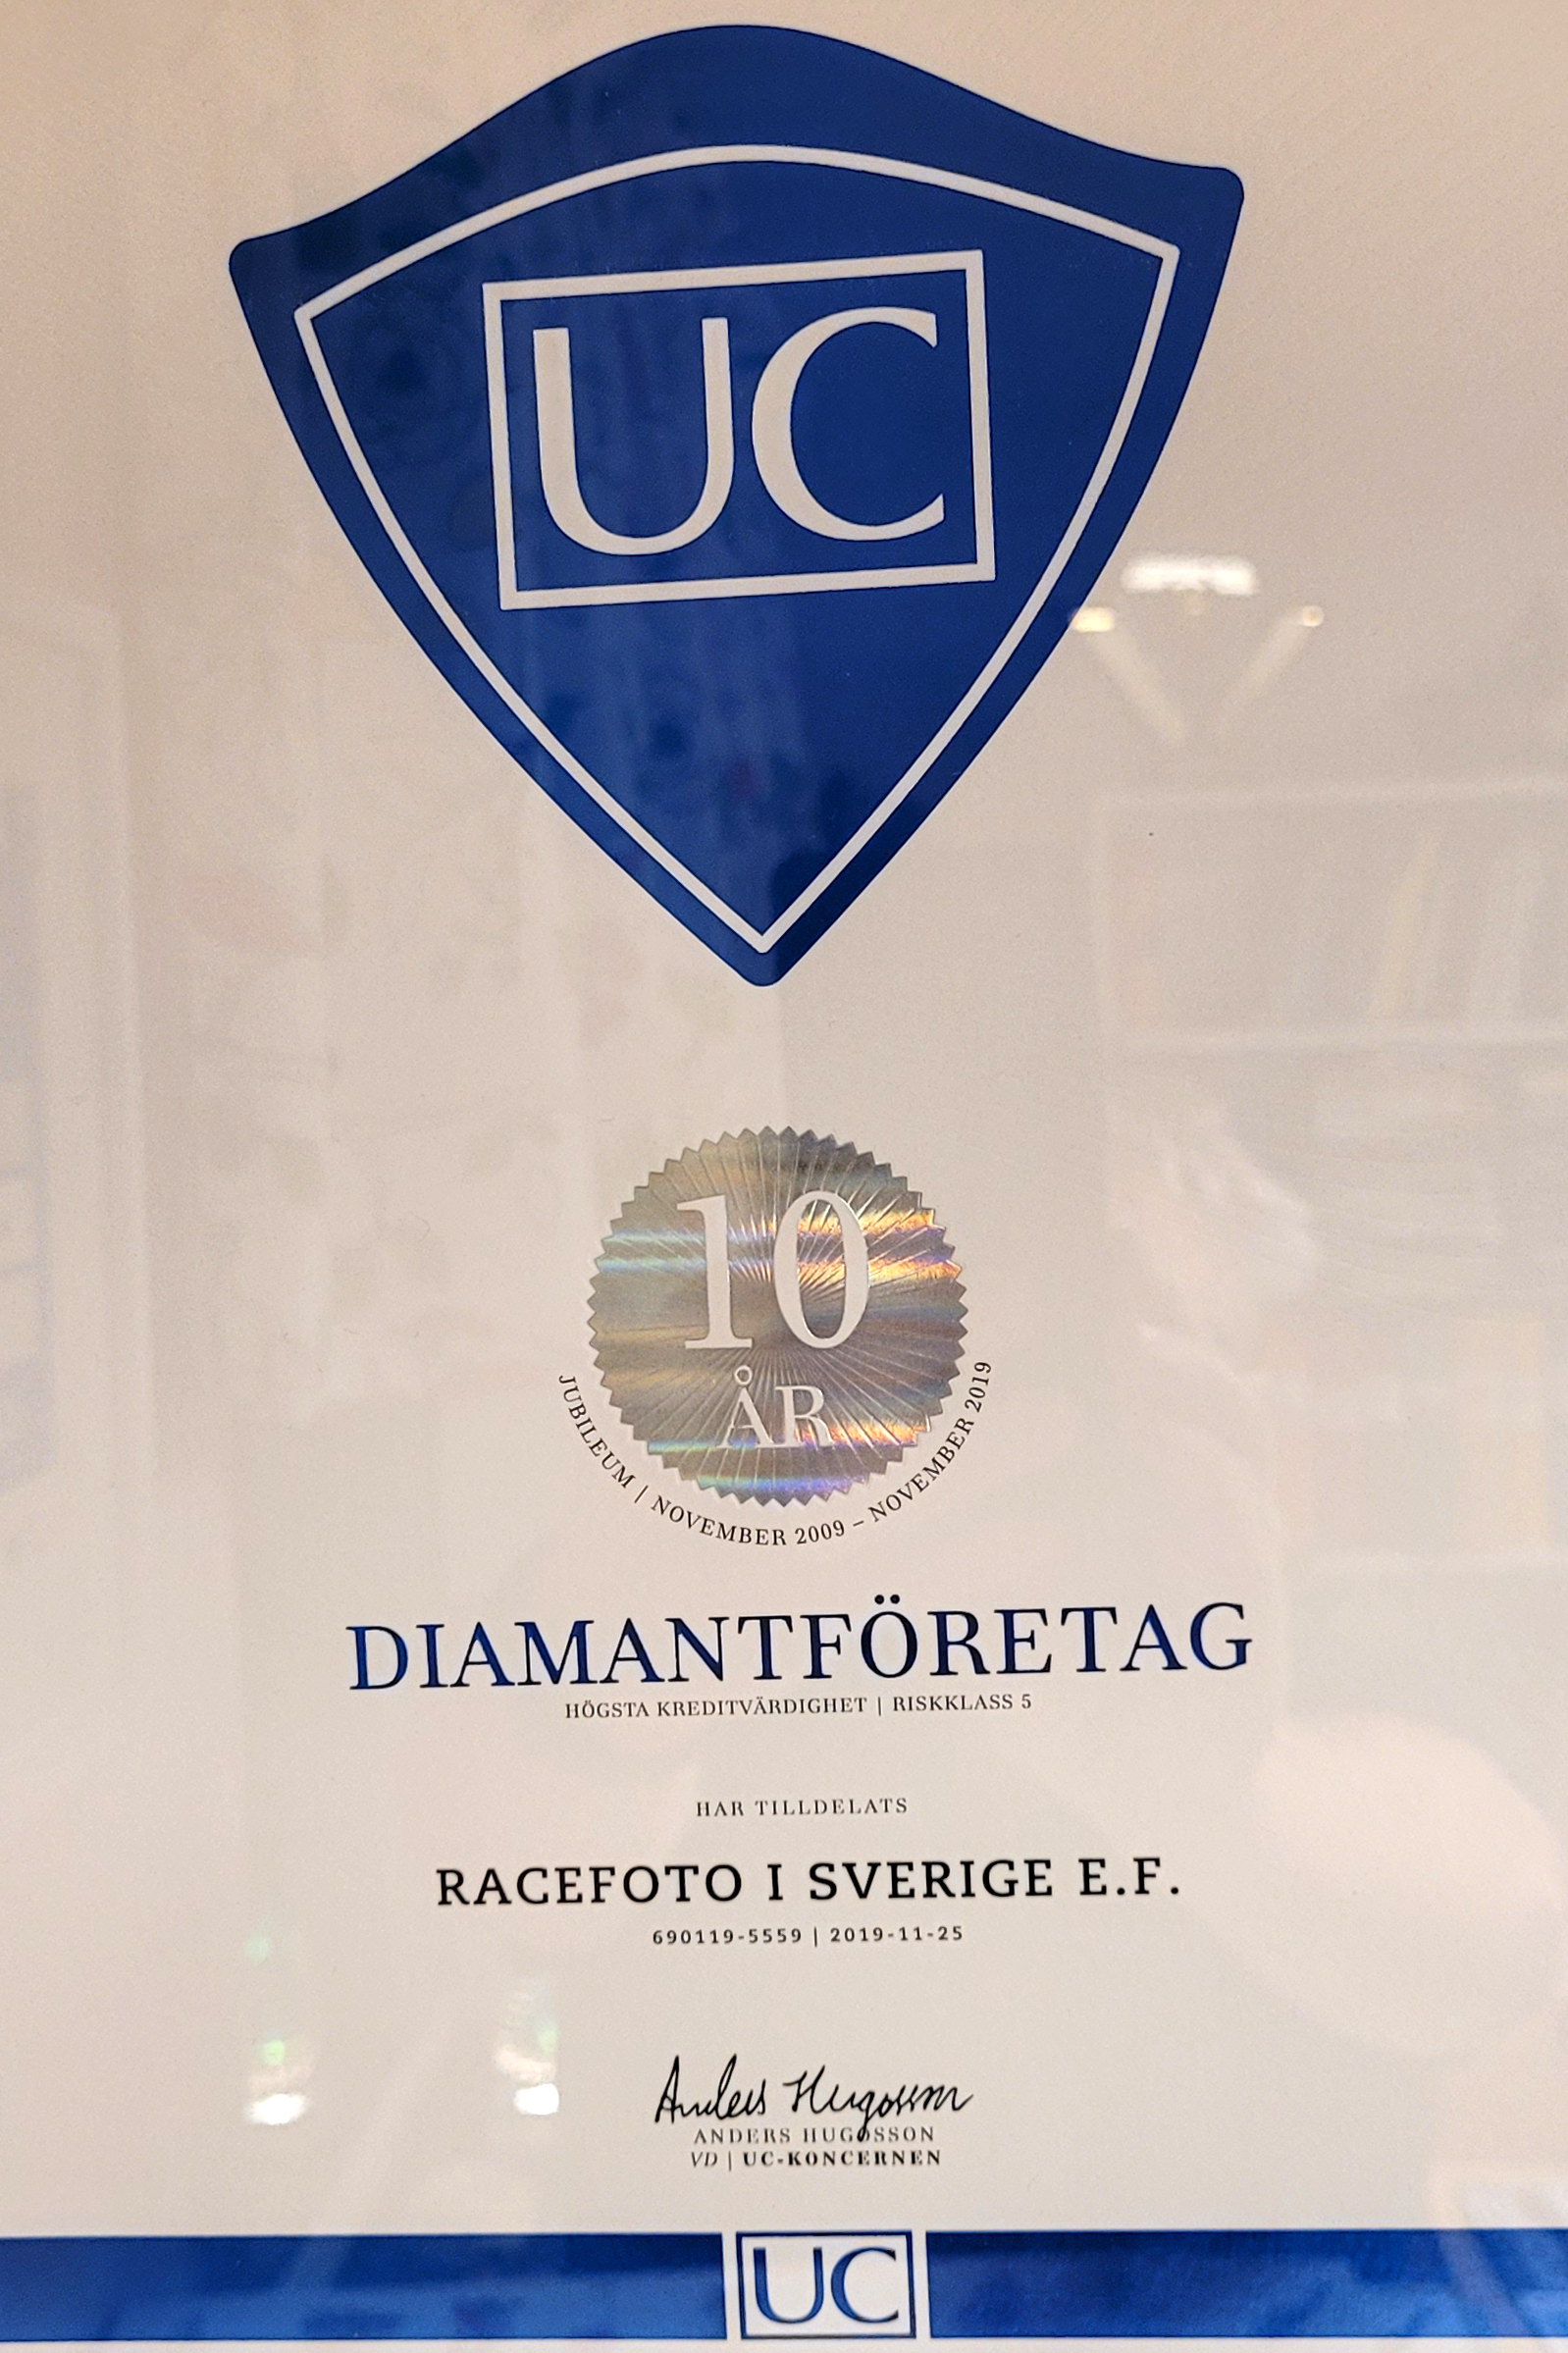 UC
10
ÅR
JUBILEUM | NOVEMBER 2009 – NOVEMBER 2019
DIAMANTFÖRETAG
HÖGSTA KREDITVÄRDIGHET | RISKKLASS 5
HAR TILLDELATS
RACEFOTO I SVERIGE E.F.
690119-5559 | 2019-11-25
Anders Hugosson
ANDERS HUGOSSON
VD | UC-KONCERNEN
UC